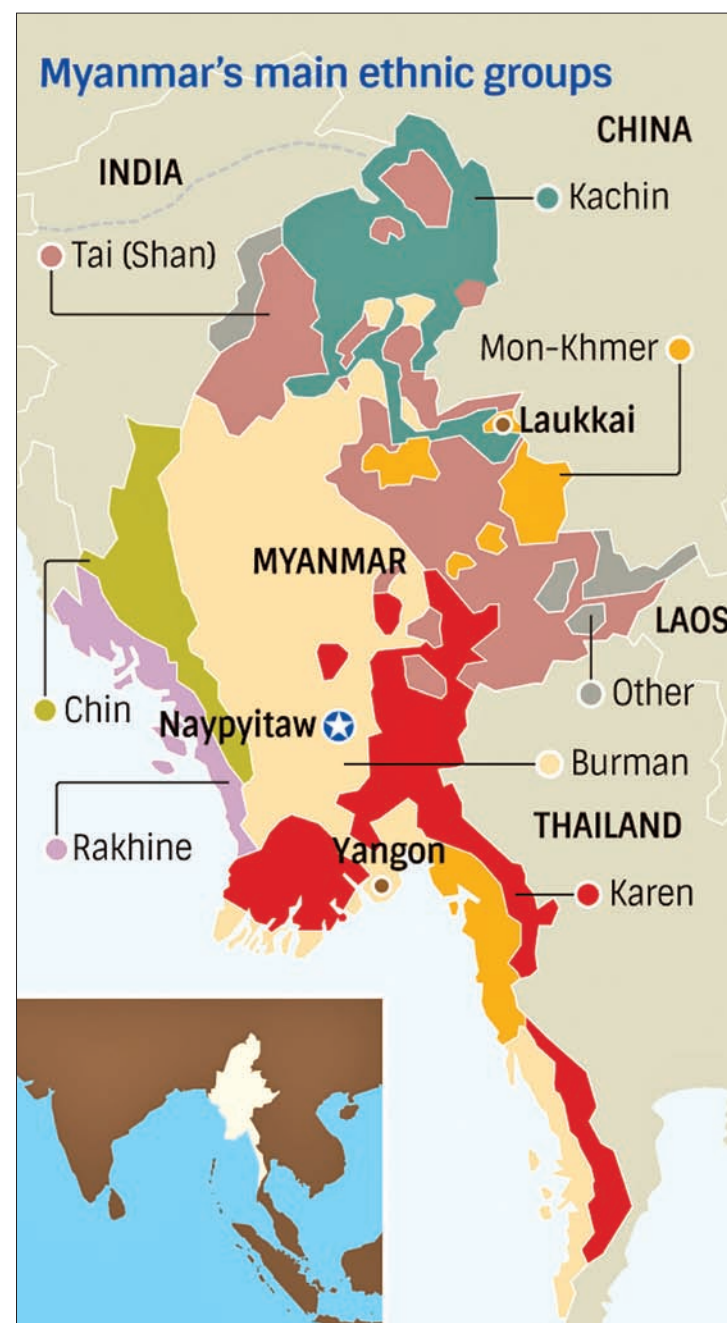 Myanmar's main ethnic groups
CHINA
INDIA
Kachin
Tai (Shan)
Mon-Khmer
Laukkai
MYANMAR
LAOS
Other
Chin
Naypyitaw
Burman
THAILAND
Rakhine
Yangon
Karen